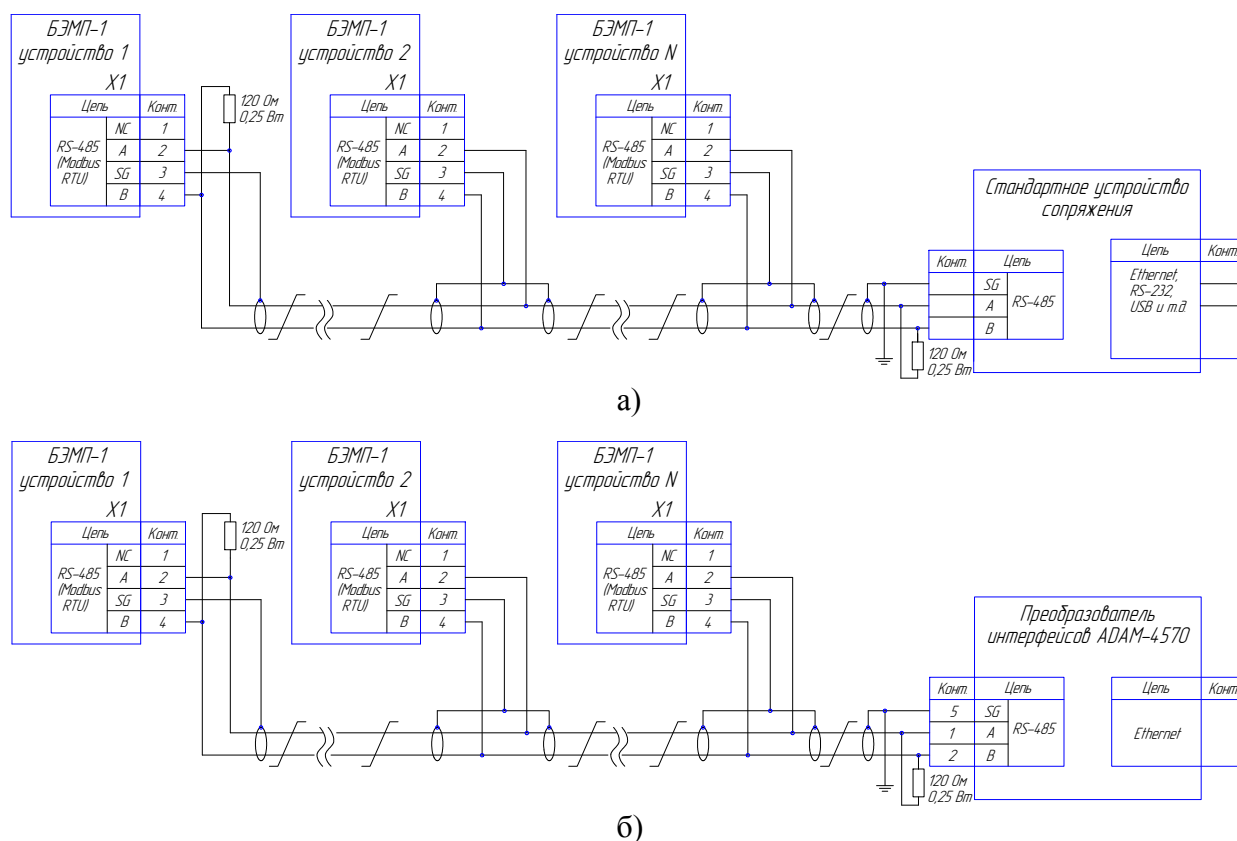 БЭМП-1
устройство 1
X1
Цепь Конт.
RS-485
(Modbus
RTU)
NC 1
A 2
SG 3
B 4
120 Ом
0,25 Вт
БЭМП-1
устройство 2
X1
Цепь Конт.
RS-485
(Modbus
RTU)
NC 1
A 2
SG 3
B 4
БЭМП-1
устройство N
X1
Цепь Конт.
RS-485
(Modbus
RTU)
NC 1
A 2
SG 3
B 4
Стандартное устройство
сопряжения
Конт. Цепь
SG
A
B
RS-485
Цепь Конт.
Ethernet,
RS-232,
USB и т.д.
120 Ом
0,25 Вт
а)
БЭМП-1
устройство 1
X1
Цепь Конт.
RS-485
(Modbus
RTU)
NC 1
A 2
SG 3
B 4
120 Ом
0,25 Вт
БЭМП-1
устройство 2
X1
Цепь Конт.
RS-485
(Modbus
RTU)
NC 1
A 2
SG 3
B 4
БЭМП-1
устройство N
X1
Цепь Конт.
RS-485
(Modbus
RTU)
NC 1
A 2
SG 3
B 4
Преобразователь
интерфейсов ADAM-4570
Конт. Цепь
5 SG
1 A
2 B
RS-485
Цепь Конт.
Ethernet
120 Ом
0,25 Вт
б)